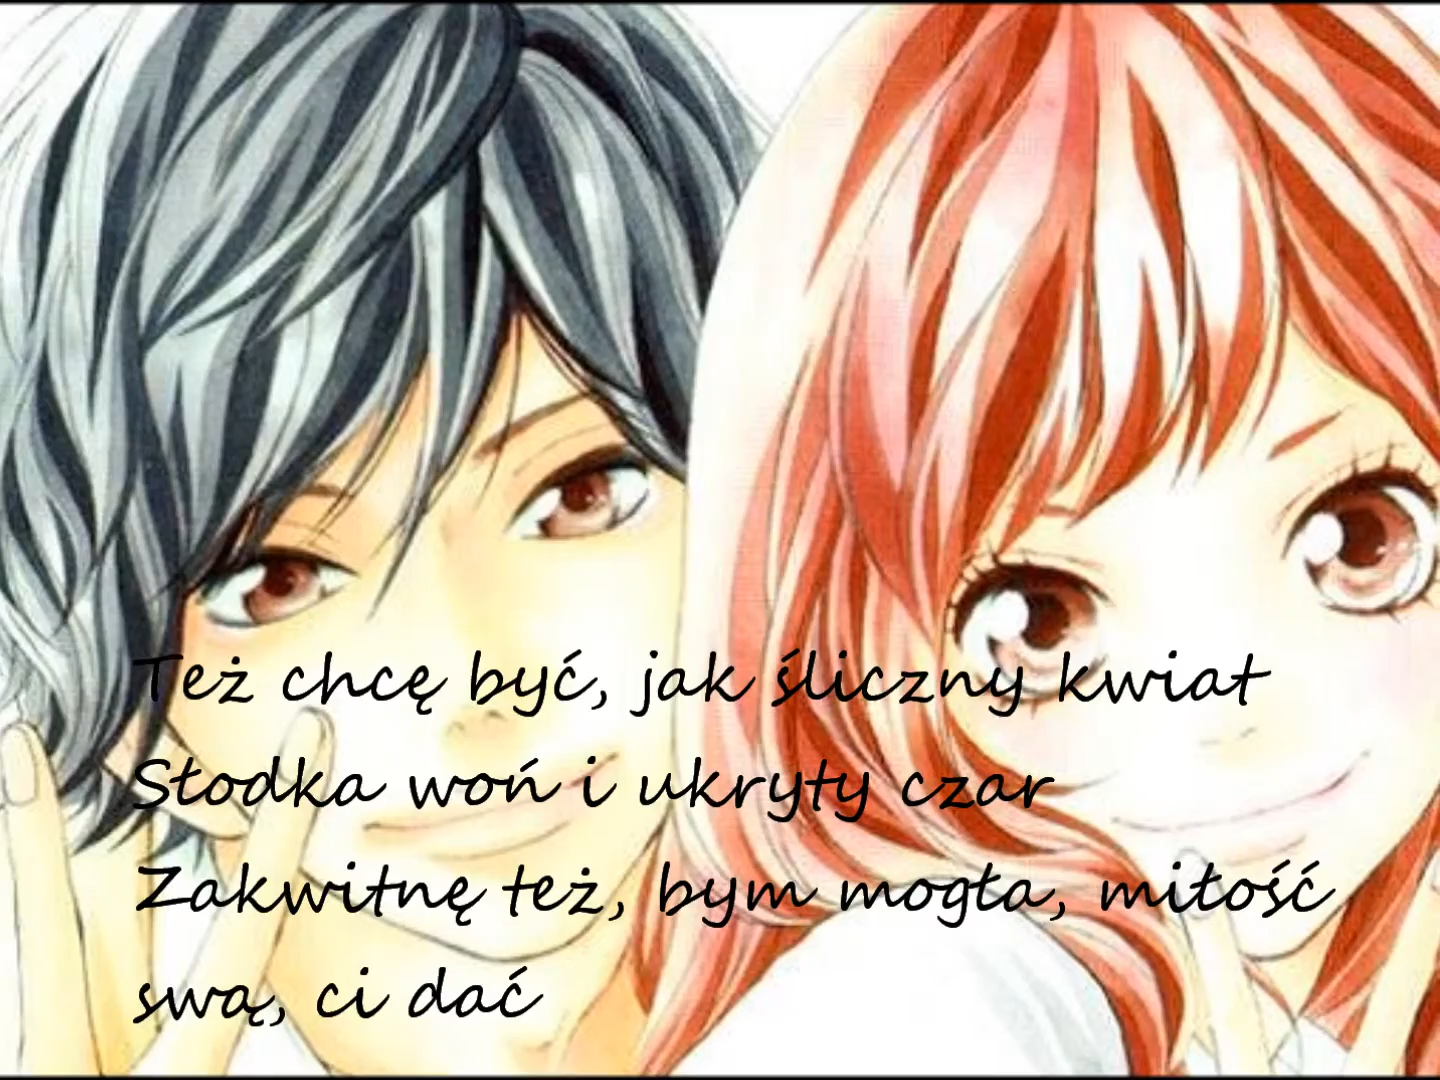 Też chcę być, jak śliczny kwiat
Słodka woń i ukryty czar
Zakwitnę też, bym mogła, miłość
swą, ci dać